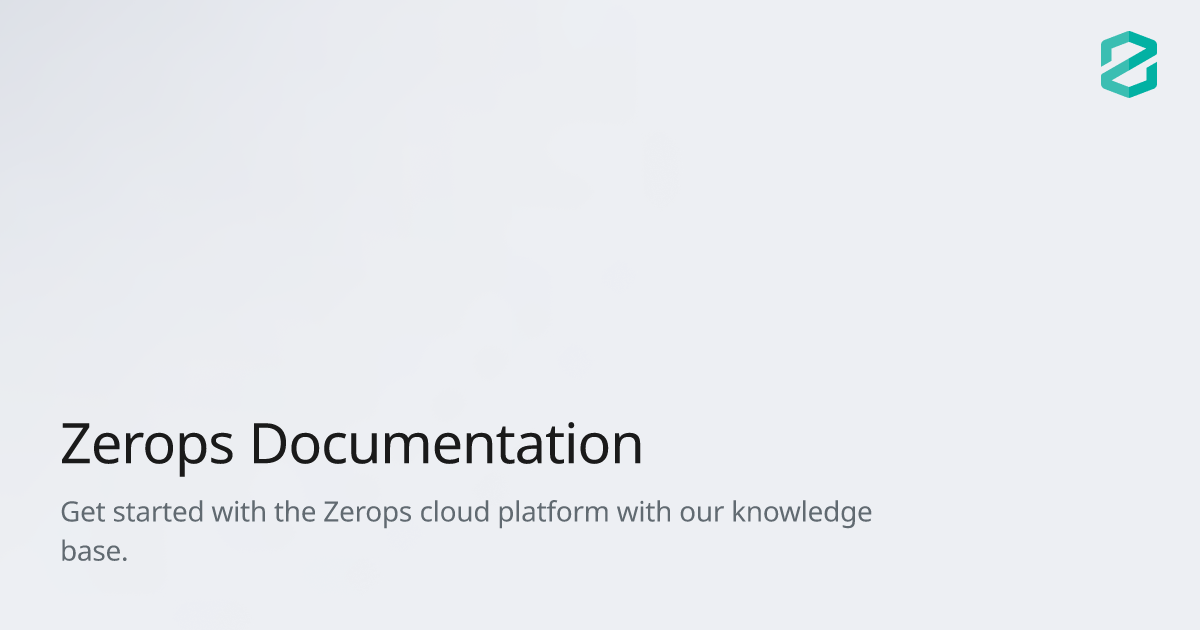 Zerops Documentation
Get started with the Zerops cloud platform with our knowledge
base.